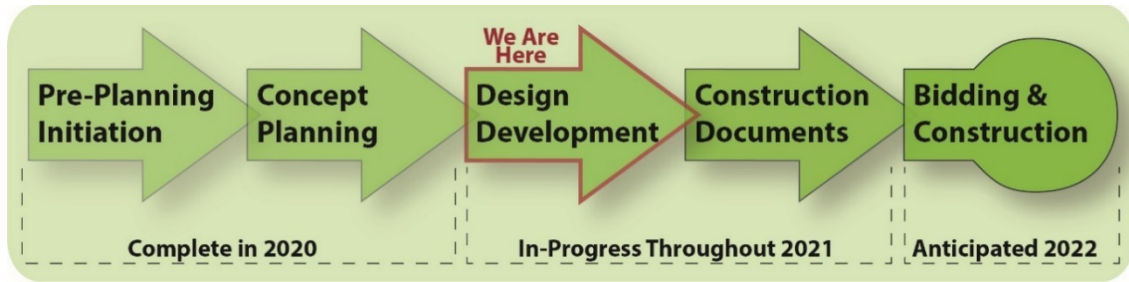 We Are
Here
Pre-Planning
Initiation
Concept
Planning
Design
Development
Construction
Documents
Bidding &
Construction
Complete in 2020
In-Progress Throughout 2021
Anticipated 2022